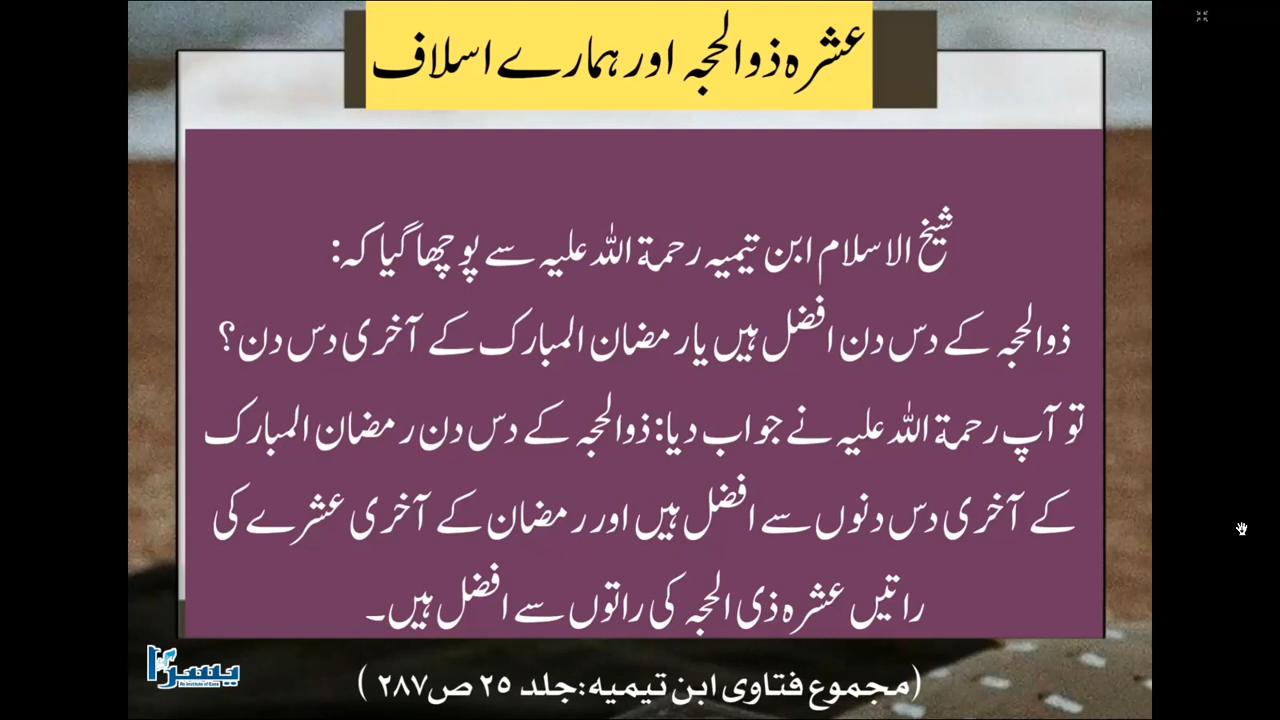 عشرہ ذوالحجہ اور ہمارے اسلاف
شیخ الاسلام ابن تیمیہ رحمۃ اللہ علیہ سے پوچھا گیا کہ:
ذوالحجہ کے دس دن افضل ہیں یا رمضان المبارک کے آخری دس دن؟
تو آپ رحمۃ اللہ علیہ نے جواب دیا: ذوالحجہ کے دس دن رمضان المبارک
کے آخری دس دنوں سے افضل ہیں اور رمضان کے آخری عشرے کی
راتیں عشرہ ذی الحجہ کی راتوں سے افضل ہیں۔
(مجموع فتاوی ابن تیمیہ: جلد ۲۵ ص ۲۸۷)